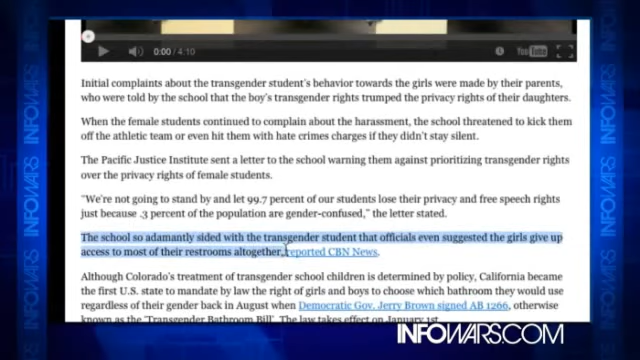 0:00 / 4:10
YouTube
Initial complaints about the transgender student's behavior towards the girls were made by their parents,
who were told by the school that the boy's transgender rights trumped the privacy rights of their daughters.
When the female students continued to complain about the harassment, the school threatened to kick them
off the athletic team or even hit them with hate crimes charges if they didn't stay silent.
The Pacific Justice Institute sent a letter to the school warning them against prioritizing transgender rights
over the privacy rights of female students.
"We're not going to stand by and let 99.7 percent of our students lose their privacy and free speech rights
just because .3 percent of the population are gender-confused," the letter stated.
The school so adamantly sided with the transgender student that officials even suggested the girls give up
access to most of their restrooms altogether, reported CBN News.
Although Colorado's treatment of transgender school children is determined by policy, California became
the first U.S. state to mandate by law the right of girls and boys to choose which bathroom they would use
regardless of their gender back in August when Democratic Gov. Jerry Brown signed AB 1266, otherwise
known as the 'Transgender Bathroom Bill'. The law takes effect on January 1st.
INFOWARS
INFOWARS
INFOWARS
INFOWARS
INFOWARS.COM